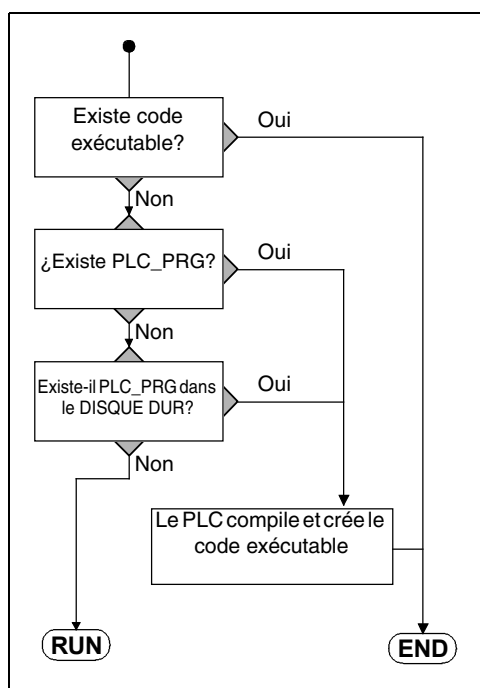 Existe code
exécutable?
Oui
Non
¿Existe PLC_PRG?
Oui
Non
Existe-il PLC_PRG dans
le DISQUE DUR?
Oui
Non
Le PLC compile et crée le
code exécutable
RUN
END